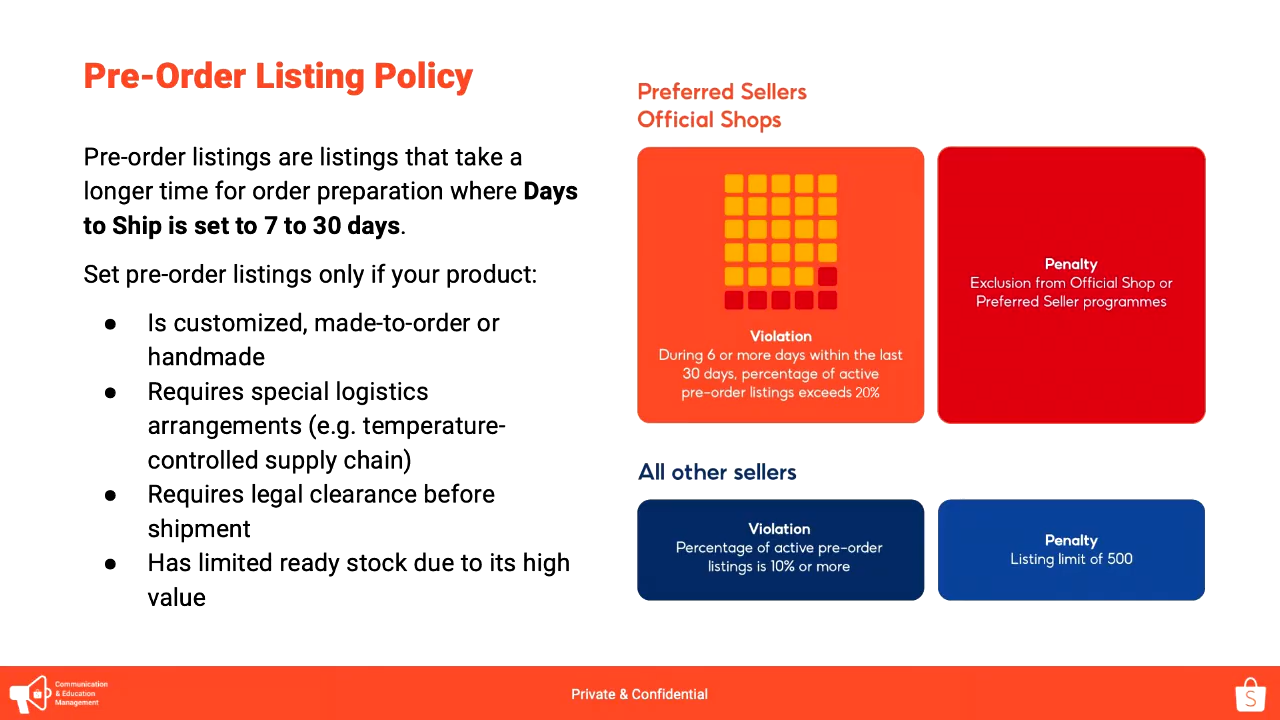 Pre-Order Listing Policy
Pre-order listings are listings that take a
longer time for order preparation where Days
to Ship is set to 7 to 30 days.
Set pre-order listings only if your product:
● Is customized, made-to-order or
handmade
● Requires special logistics
arrangements (e.g. temperature-
controlled supply chain)
● Requires legal clearance before
shipment
● Has limited ready stock due to its high
value
Preferred Sellers
Official Shops
Violation
During 6 or more days within the last
30 days, percentage of active
pre-order listings exceeds 20%
Penalty
Exclusion from Official Shop or
Preferred Seller programmes
All other sellers
Violation
Percentage of active pre-order
listings is 10% or more
Penalty
Listing limit of 500
Communication
& Education
Management
Private & Confidential
S